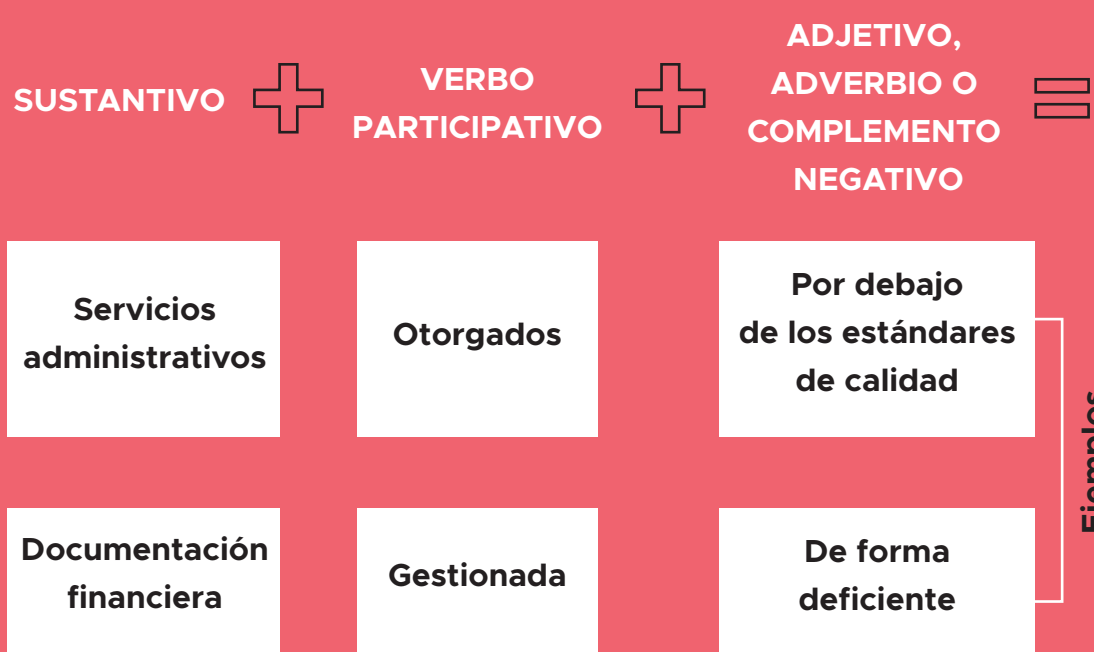 SUSTANTIVO
VERBO
PARTICIPATIVO
ADJETIVO,
ADVERBIO O
COMPLEMENTO
NEGATIVO
Servicios
administrativos
Otorgados
Por debajo
de los estándares
de calidad
Documentación
financiera
Gestionada
De forma
deficiente
Ejemplos